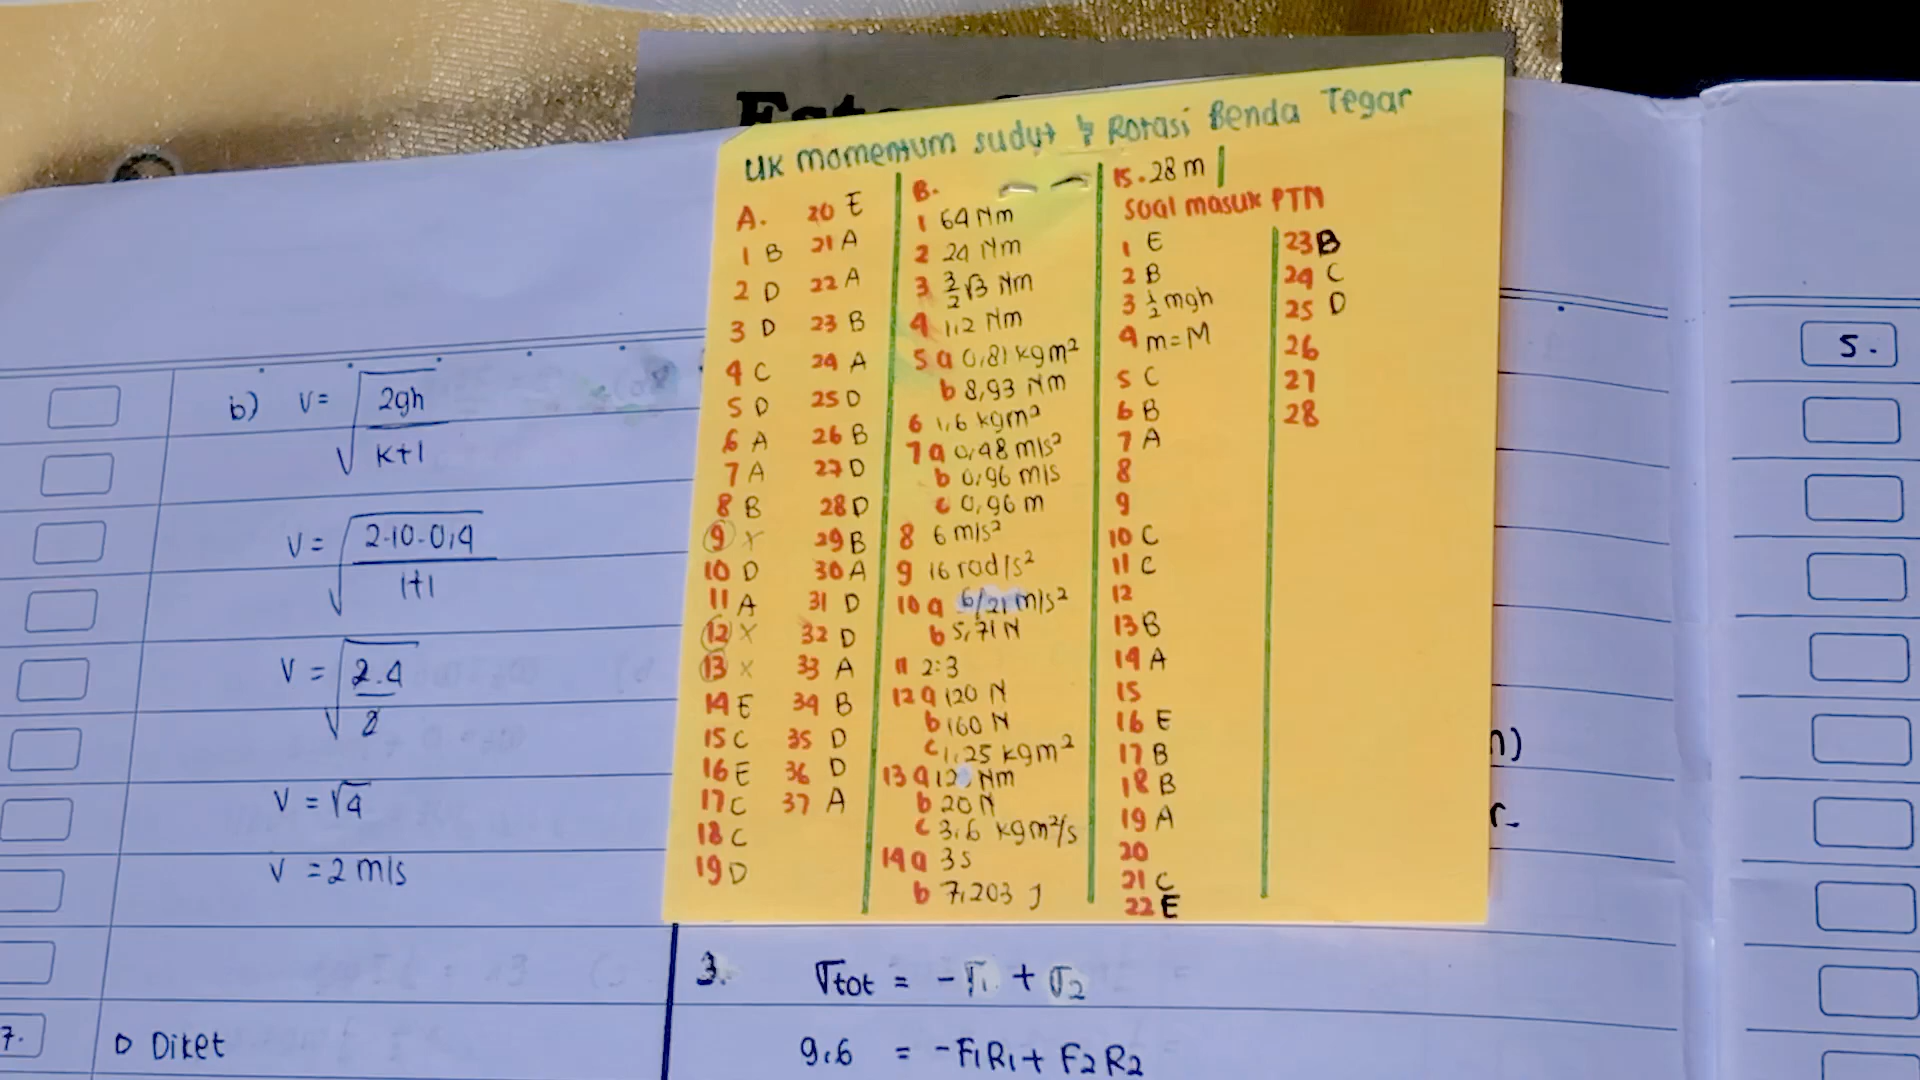 UK momentum sudut & Rotasi Benda Tegar
A.
1 B
2 D
3 D
4 C
5 D
6 A
7 A
8 B
9 X
10 D
11 A
12 X
13 X
14 E
15 C
16 E
17 C
18 C
19 D
20 E
21 A
22 A
23 B
24 A
25 D
26 B
27 D
28 D
29 B
30 A
31 D
32 D
33 A
34 B
35 D
36 D
37 A
B.
1 64 Nm
2 24 Nm
3 3/2 √3 Nm
4 1,2 Nm
5 a 0,81 kgm²
b 8,93 Nm
6 1,6 kgm²
7 a 0,48 m/s²
b 0,96 m/s
c 0,96 m
8 6 m/s²
9 16 rad/s²
10 a 6/21 m/s²
b 5,71 N
11 2:3
12 a 120 N
b 160 N
c 1,25 kgm²
13 a 12 Nm
b 20 N
c 3,6 kgm²/s
14 a 3s
b 7,203 J
15. 28 m
Soal masuk PTM
1 E
2 B
3 1/2 mgh
4 m=M
5 C
6 B
7 A
8
9
10 C
11 C
12
13 B
14 A
15
16 E
17 B
18 B
19 A
20
21 C
22 E
23 B
24 C
25 D
26
27
28
b) V= √2gh/k+1
V= √2·10·0,4/1+1
V= √2.4/2
V = √4
V = 2 m/s
7.
D Diket
3. τtot = -τ1 + τ2
9,6 = -F1R1 + F2R2
5.
n)
r.